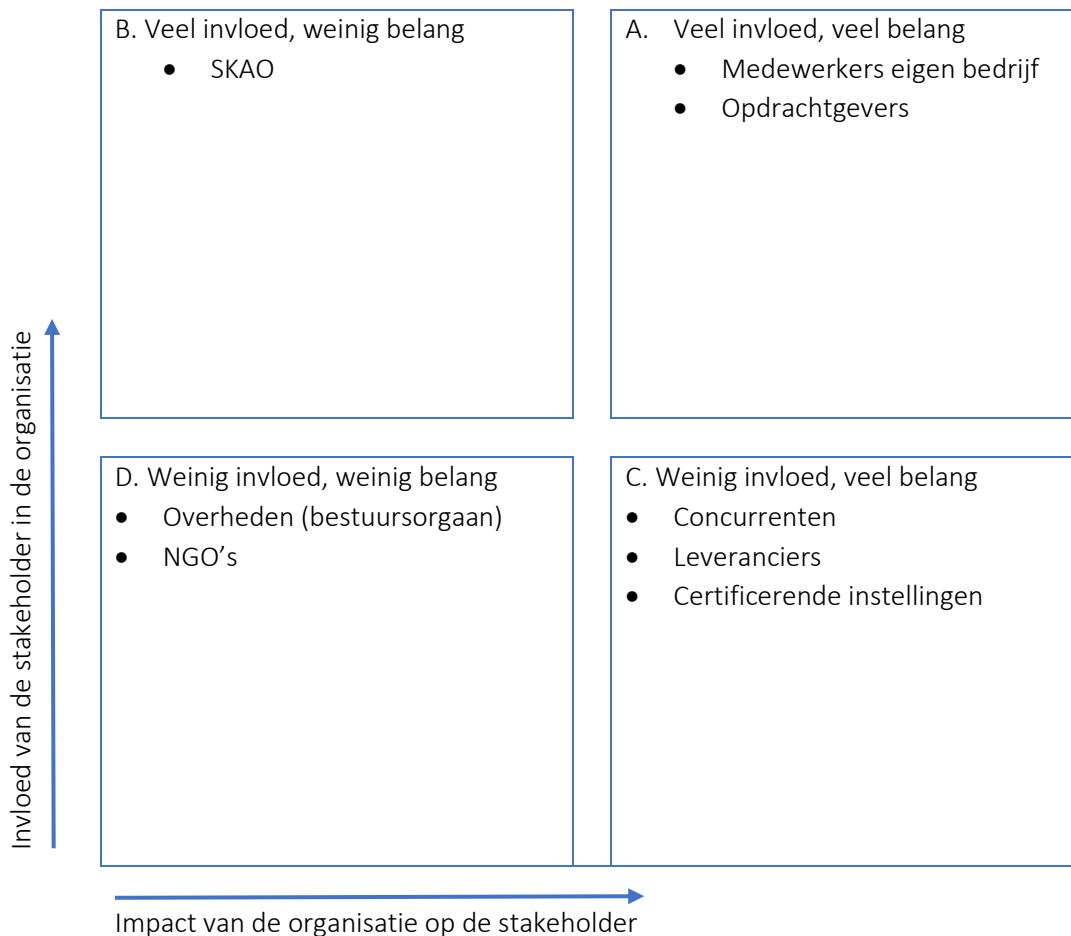 B. Veel invloed, weinig belang
• SKAO
A. Veel invloed, veel belang
• Medewerkers eigen bedrijf
• Opdrachtgevers
Invloed van de stakeholder in de organisatie
D. Weinig invloed, weinig belang
• Overheden (bestuursorgaan)
• NGO’s
C. Weinig invloed, veel belang
• Concurrenten
• Leveranciers
• Certificerende instellingen
Impact van de organisatie op de stakeholder